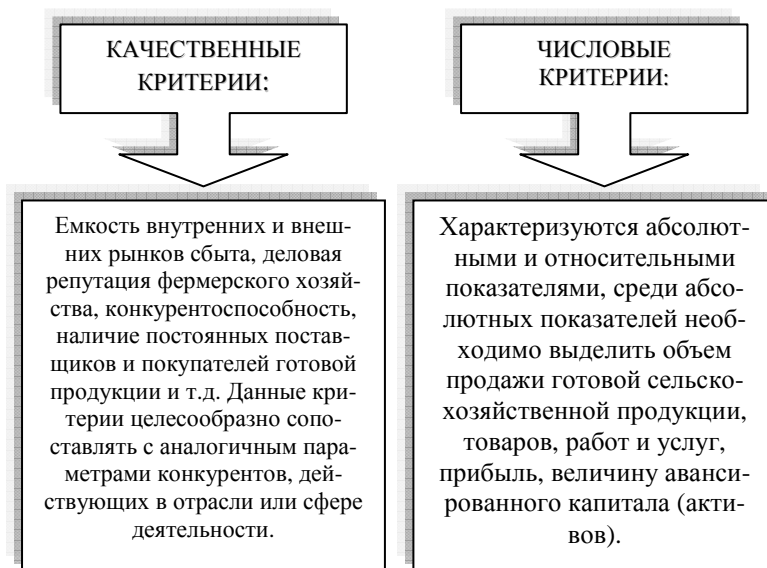 КАЧЕСТВЕННЫЕ
КРИТЕРИИ:
Емкость внутренних и внеш-
них рынков сбыта, деловая
репутация фермерского хозяй-
ства, конкурентоспособность,
наличие постоянных постав-
щиков и покупателей готовой
продукции и т.д. Данные кри-
терии целесообразно сопо-
ставлять с аналогичным пара-
метрами конкурентов, дей-
ствующих в отрасли или сфере
деятельности.
ЧИСЛОВЫЕ
КРИТЕРИИ:
Характеризуются абсолют-
ными и относительными
показателями, среди абсо-
лютных показателей необ-
ходимо выделить объем
продажи готовой сельско-
хозяйственной продукции,
товаров, работ и услуг,
прибыль, величину аванси-
рованного капитала (акти-
вов).